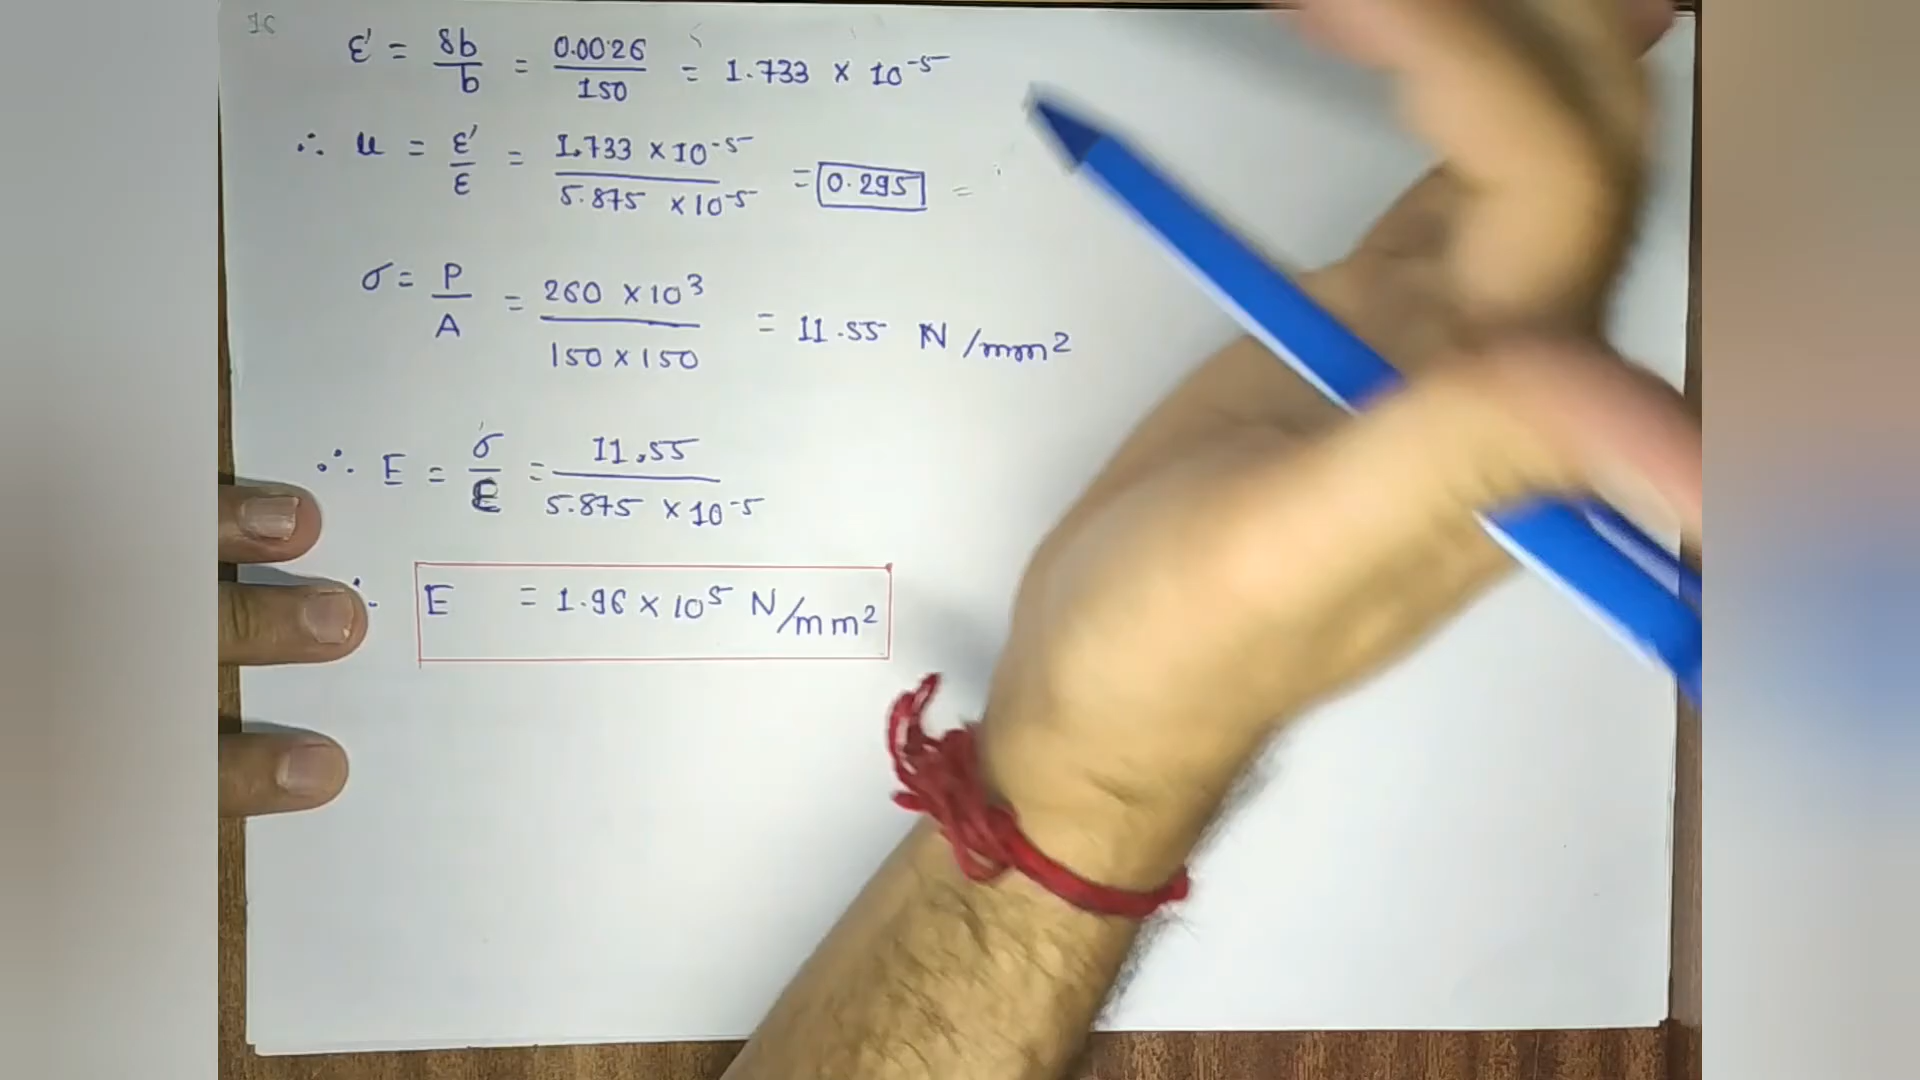 16
ε' = δb/b = 0.0026/150 = 1.733 × 10⁻⁵
∴ μ = ε'/ε = 1.733 × 10⁻⁵/5.875 × 10⁻⁵ = 0.295 =
σ = P/A = 260 × 10³/150 × 150 = 11.55 N/mm²
∴ E = σ/ε = 11.55/5.875 × 10⁻⁵
E = 1.96 × 10⁵ N/mm²